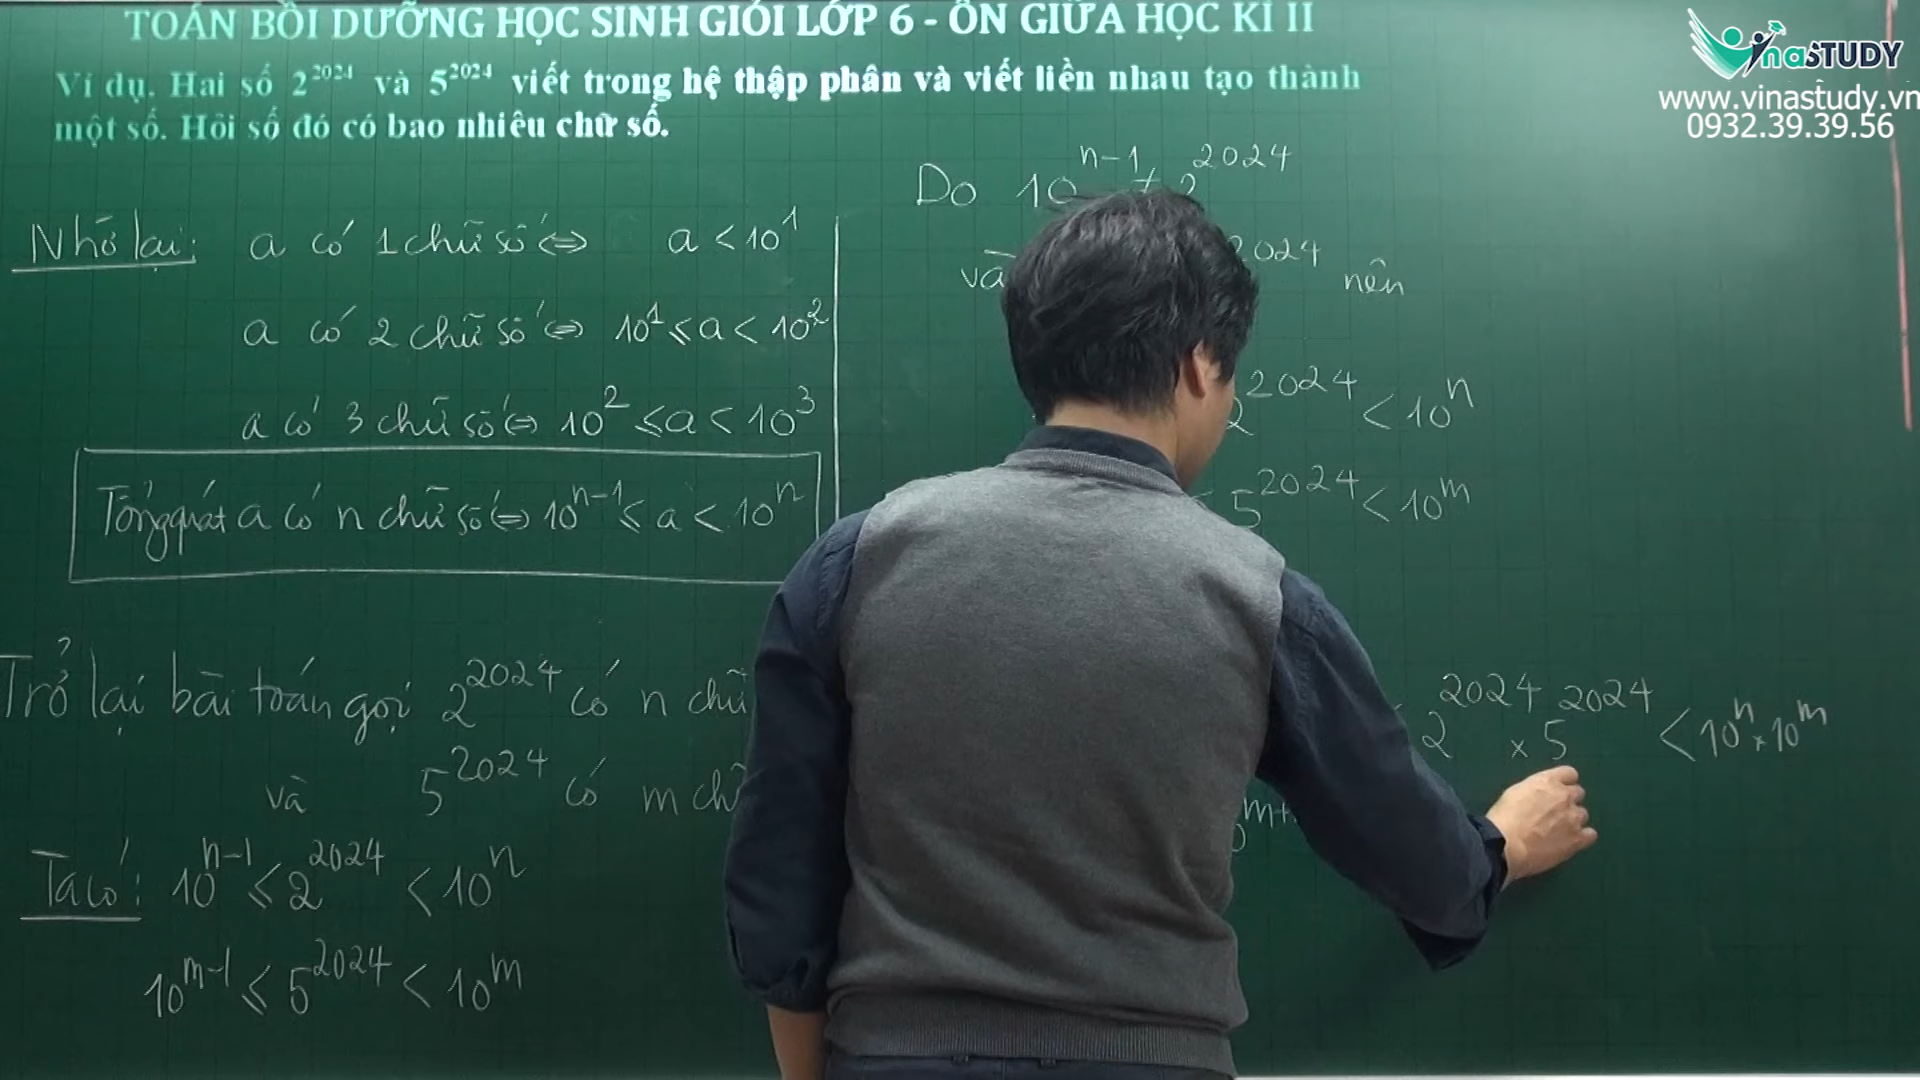 TOÁN BỒI DƯỠNG HỌC SINH GIỎI LỚP 6 - ÔN GIỮA HỌC KÌ II
Ví dụ. Hai số 2^2024 và 5^2024 viết trong hệ thập phân và viết liền nhau tạo thành
một số. Hỏi số đó có bao nhiêu chữ số.
VinaSTUDY
www.vinastudy.vn
0932.39.39.56
Nhớ lại: a có 1 chữ số ⇔ a < 10^1
a có 2 chữ số ⇔ 10^1 ≤ a < 10^2
a có 3 chữ số ⇔ 10^2 ≤ a < 10^3
Tổng quát a có n chữ số ⇔ 10^n-1 ≤ a < 10^n
Trở lại bài toán gọi 2^2024 có n chữ
và 5^2024 có m chữ
Ta có: 10^n-1 ≤ 2^2024 < 10^n
10^m-1 ≤ 5^2024 < 10^m
Do 10^n-1 ≠ 2^2024
và 2024 nên
2^2024 < 10^n
5^2024 < 10^m
2^2024 × 5^2024 < 10^n × 10^m